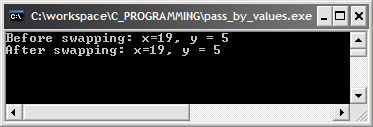 C:\workspace\C_PROGRAMMING\pass_by_values.exe
Before swapping: x=19, y = 5
After swapping: x=19, y = 5